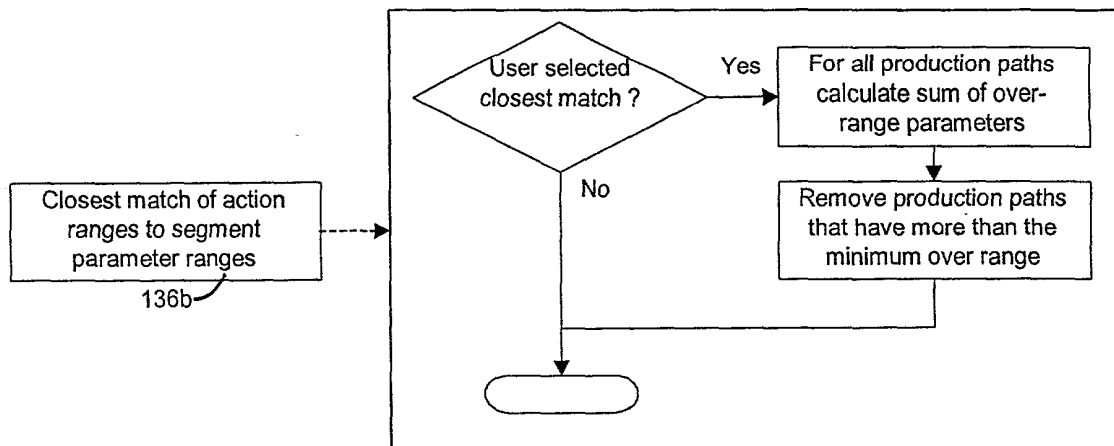 User selected
closest match ?
Yes
For all production paths
calculate sum of over-
range parameters
No
Remove production paths
that have more than the
minimum over range
Closest match of action
ranges to segment
parameter ranges
136b